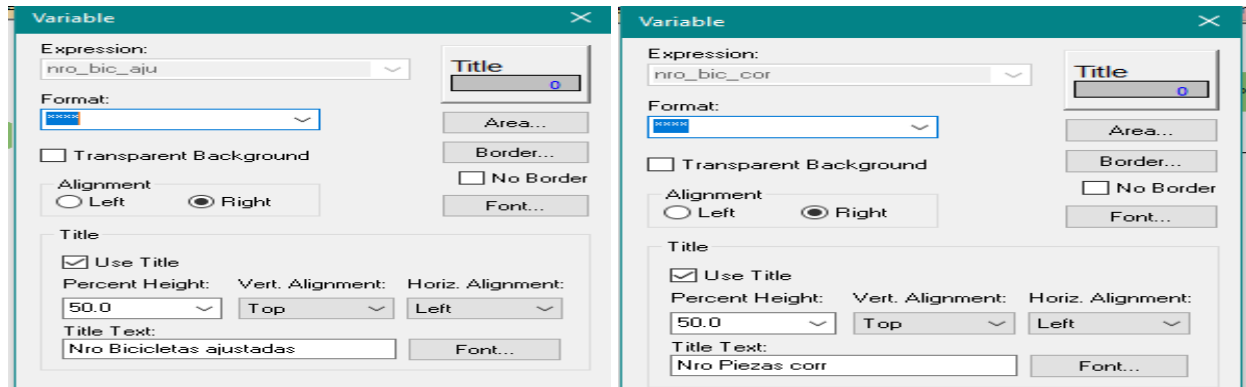 Variable
Expression:
nro_bic_aju
Title
0
Format:
****
Area...
Transparent Background
Border...
No Border
Alignment
Left Right
Font...
Title
Use Title
Percent Height: Vert. Alignment: Horiz. Alignment:
50.0 Top Left
Title Text:
Nro Bicicletas ajustadas Font...
Variable
Expression:
nro_bic_cor
Title
0
Format:
****
Area...
Transparent Background
Border...
No Border
Alignment
Left Right
Font...
Title
Use Title
Percent Height: Vert. Alignment: Horiz. Alignment:
50.0 Top Left
Title Text:
Nro Piezas corr Font...